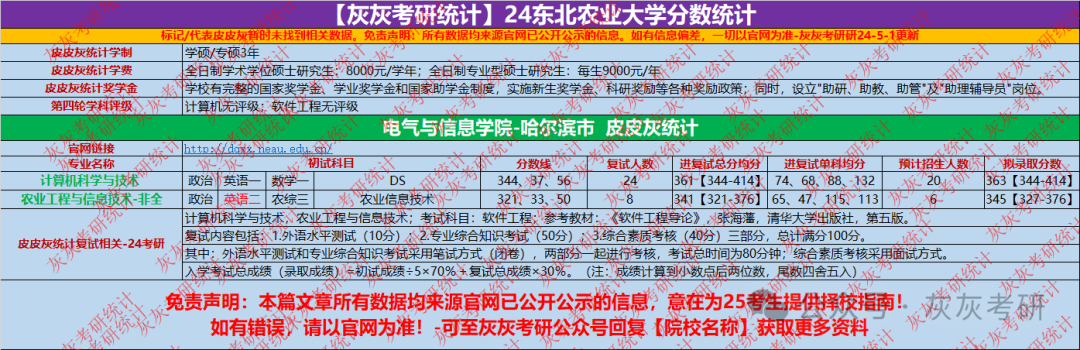 【灰灰考研统计】24东北农业大学分数统计
标记/代表皮皮灰暂时未找到相关数据。免责声明：所有数据均来源官网已公开公示的信息。如有信息偏差，一切以官网为准-灰灰考研研24-5-1更新
皮皮灰统计学制 学硕/专硕3年
皮皮灰统计学费 全日制学术学位硕士研究生：8000元/学年；全日制专业型硕士研究生：每生9000元/年
皮皮灰统计奖学金 学校有完整的国家奖学金、学业奖学金和国家助学金制度，实施新生奖学金、科研奖励等各种奖励政策；同时，设立"助研、助教、助管"及"助理辅导员"岗位。
第四轮学科评级 计算机无评级；软件工程无评级
电气与信息学院-哈尔滨市 皮皮灰统计
官网链接 http://dqxx.neau.edu.cn/
专业名称 初试科目 分数线 复试人数 进复试总分均分 进复试单科均分 预计招生人数 拟录取分数
计算机科学与技术 政治 英语一 数学一 DS 344、37、56 24 361【344-414】 74、68、88、132 20 363【344-414】
农业工程与信息技术-非全 政治 英语二 农综三 农业信息技术 321、33、50 8 341【321-376】 65、47、115、113 6 345【327-376】
皮皮灰统计复试相关-24考研
计算机科学与技术、农业工程与信息技术；考试科目：软件工程；参考教材：《软件工程导论》，张海藩，清华大学出版社，第五版。
复试内容包括：1.外语水平测试（10分）；2.专业综合知识考试（50分）；3.综合素质考核（40分）三部分，总计满分100分。
其中：外语水平测试和专业综合知识考试采用笔试方式（闭卷），两部分一起进行考核，考试总时间为80分钟；综合素质考核采用面试方式。
入学考试总成绩（录取成绩）=初试成绩÷5×70%＋复试总成绩×30%。（注：成绩计算到小数点后两位数，尾数四舍五入）
免责声明：本篇文章所有数据均来源官网已公开公示的信息，意在为25考生提供择校指南！
如有错误，请以官网为准！-可至灰灰考研公众号回复【院校名称】获取更多资料
公众号 · 灰灰考研
灰灰考研统计